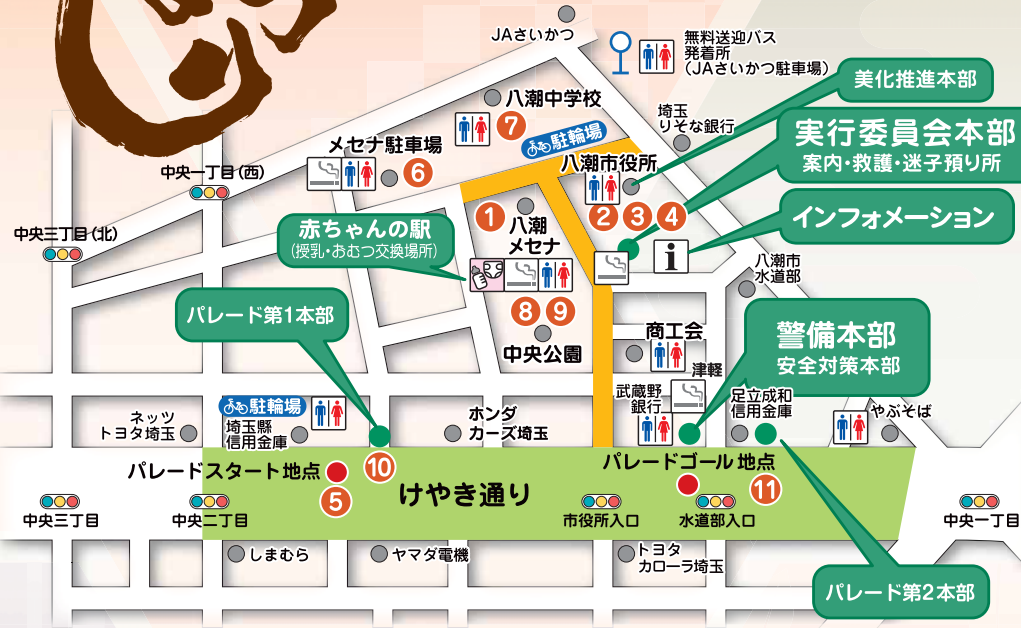 JAさいかつ
無料送迎バス
発着所
(JAさいかつ駐車場)
美化推進本部
八潮中学校
7
駐輪場
埼玉
りそな銀行
実行委員会本部
案内・救護・迷子預り所
メセナ駐車場
6
八潮市役所
2 3 4
中央一丁目(西)
1
八潮
メセナ
インフォメーション
i
赤ちゃんの駅
(授乳・おむつ交換場所)
中央三丁目(北)
八潮市
水道部
8 9
中央公園
パレード第1本部
商工会
津軽
警備本部
安全対策本部
武蔵野
銀行
足立成和
信用金庫
やぶそば
ネッツ
トヨタ埼玉
駐輪場
埼玉縣
信用金庫
ホンダ
カーズ埼玉
パレードスタート地点
5
10
けやき通り
パレードゴール地点
11
中央三丁目
中央二丁目
市役所入口
水道部入口
中央一丁目
しまむら
ヤマダ電機
トヨタ
カローラ埼玉
パレード第2本部